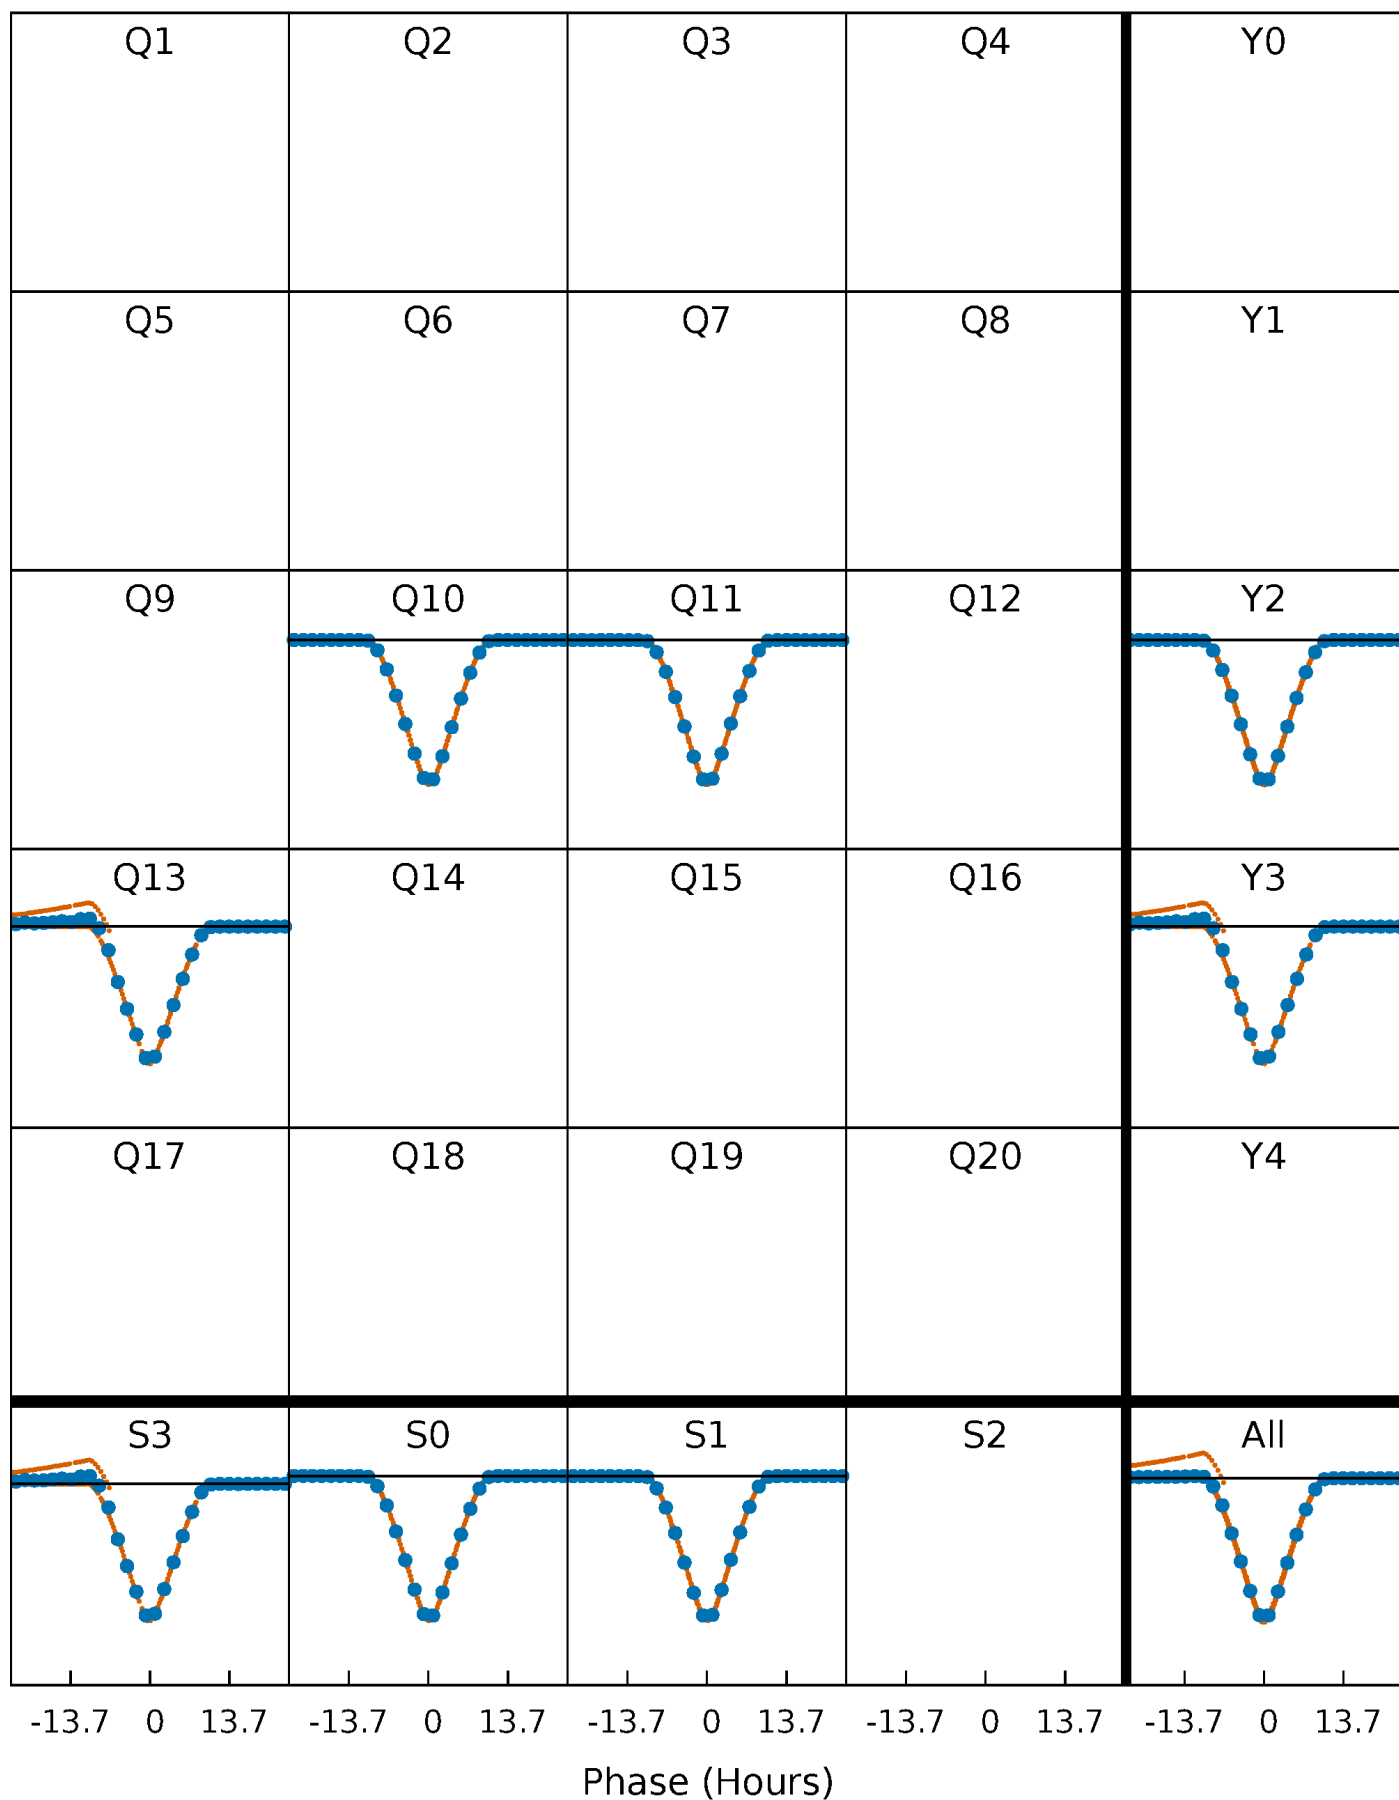 Q1 Q2 Q3 Q4 Y0
Q5 Q6 Q7 Q8 Y1
Q9 Q10 Q11 Q12 Y2
Q13 Q14 Q15 Q16 Y3
Q17 Q18 Q19 Q20 Y4
S3 S0 S1 S2 All
-13.7 0 13.7 -13.7 0 13.7 -13.7 0 13.7 -13.7 0 13.7 -13.7 0 13.7
Phase (Hours)